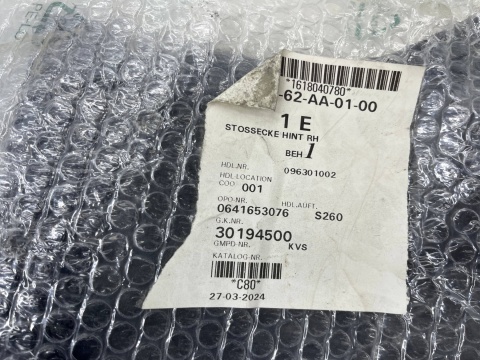 *1618040780*
-62-AA-01-00
1 E
STOSSECKE HINT RH
BEH 1
HDL.NR. 096301002
HDL-LOCATION
COO 001
OPO-NR. HDL.AUFT.
0641653076 S260
G.K.NR.
30194500 KVS
GMPD-NR.
KATALOG-NR.
*C80*
27-03-2024